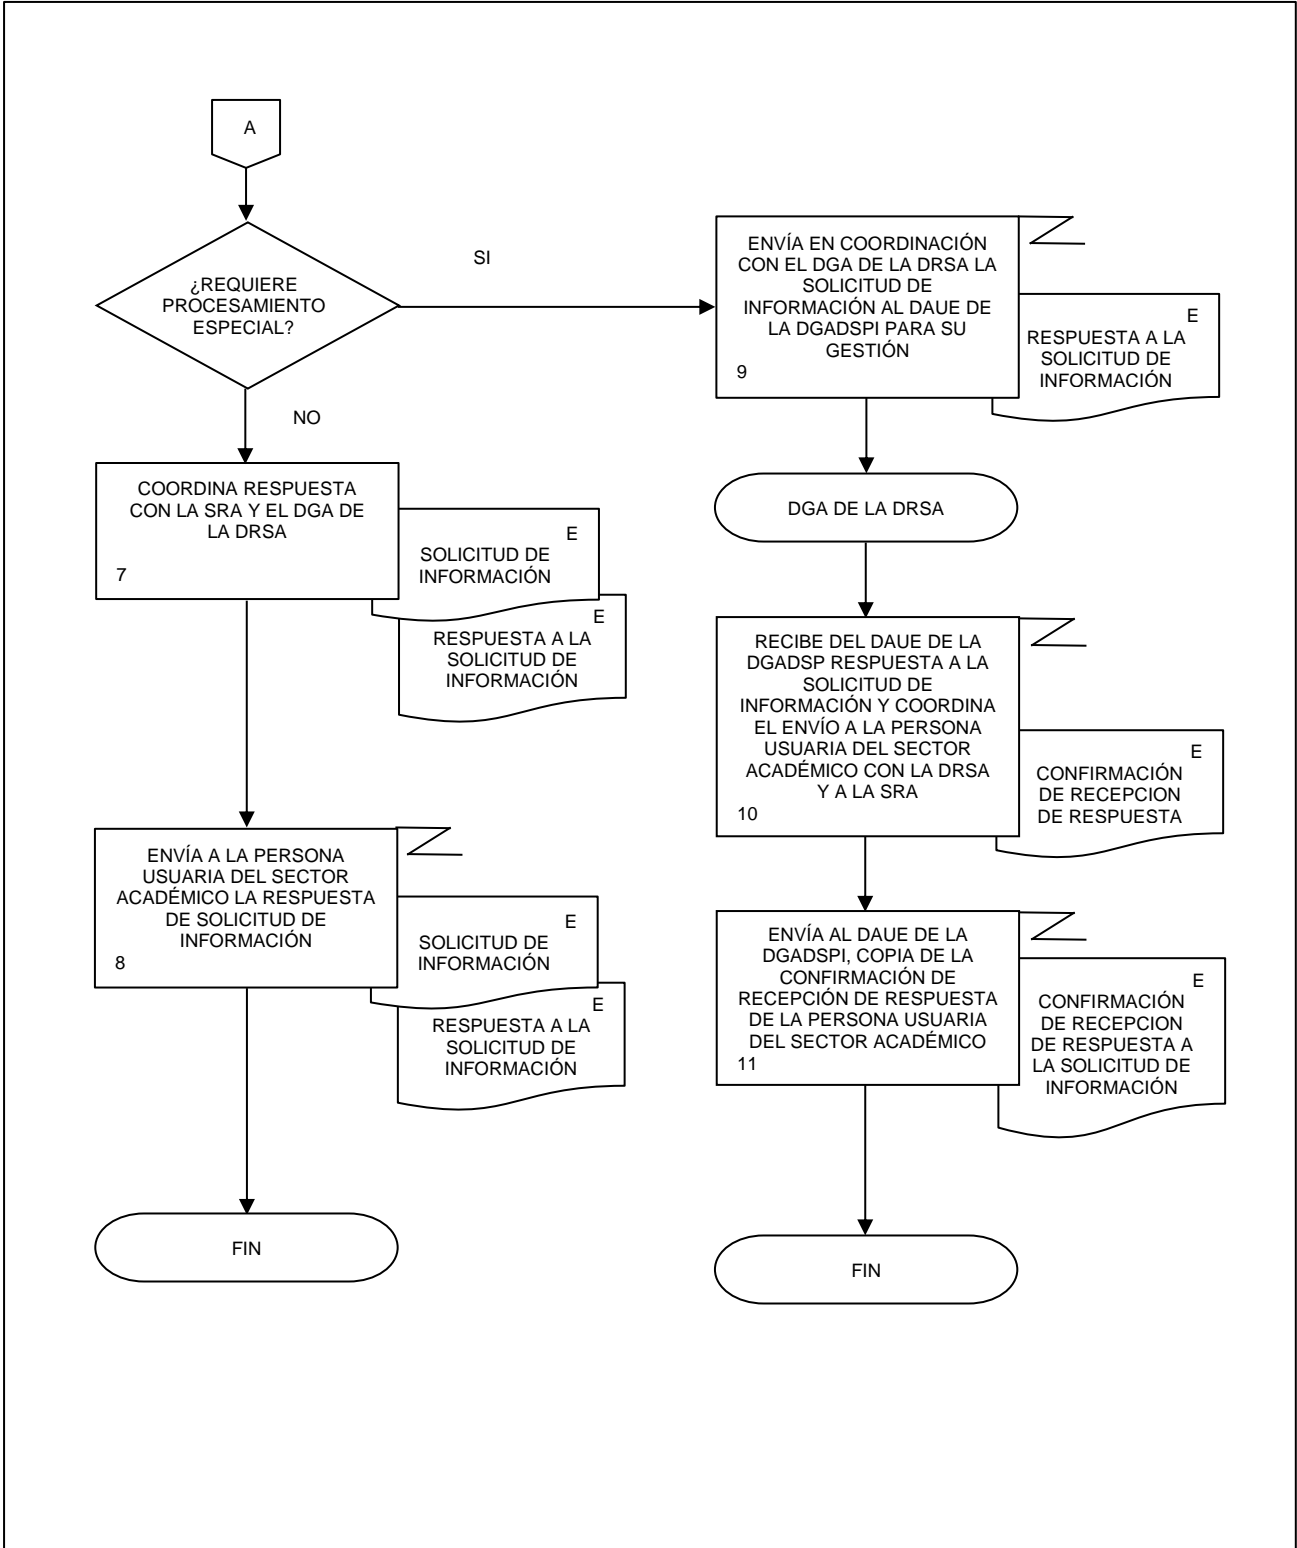 A
¿REQUIERE
PROCESAMIENTO
ESPECIAL?
SI
NO
COORDINA RESPUESTA
CON LA SRA Y EL DGA DE
LA DRSA
7
E
SOLICITUD DE
INFORMACIÓN
E
RESPUESTA A LA
SOLICITUD DE
INFORMACIÓN
ENVÍA A LA PERSONA
USUARIA DEL SECTOR
ACADÉMICO LA RESPUESTA
DE SOLICITUD DE
INFORMACIÓN
8
E
SOLICITUD DE
INFORMACIÓN
E
RESPUESTA A LA
SOLICITUD DE
INFORMACIÓN
FIN
ENVÍA EN COORDINACIÓN
CON EL DGA DE LA DRSA LA
SOLICITUD DE
INFORMACIÓN AL DAUE DE
LA DGADSPI PARA SU
GESTIÓN
9
E
RESPUESTA A LA
SOLICITUD DE
INFORMACIÓN
DGA DE LA DRSA
RECIBE DEL DAUE DE LA
DGADSP RESPUESTA A LA
SOLICITUD DE
INFORMACIÓN Y COORDINA
EL ENVÍO A LA PERSONA
USUARIA DEL SECTOR
ACADÉMICO CON LA DRSA
Y A LA SRA
10
E
CONFIRMACIÓN
DE RECEPCION
DE RESPUESTA
ENVÍA AL DAUE DE LA
DGADSPI, COPIA DE LA
CONFIRMACIÓN DE
RECEPCIÓN DE RESPUESTA
DE LA PERSONA USUARIA
DEL SECTOR ACADÉMICO
11
E
CONFIRMACIÓN
DE RECEPCION
DE RESPUESTA A
LA SOLICITUD DE
INFORMACIÓN
FIN